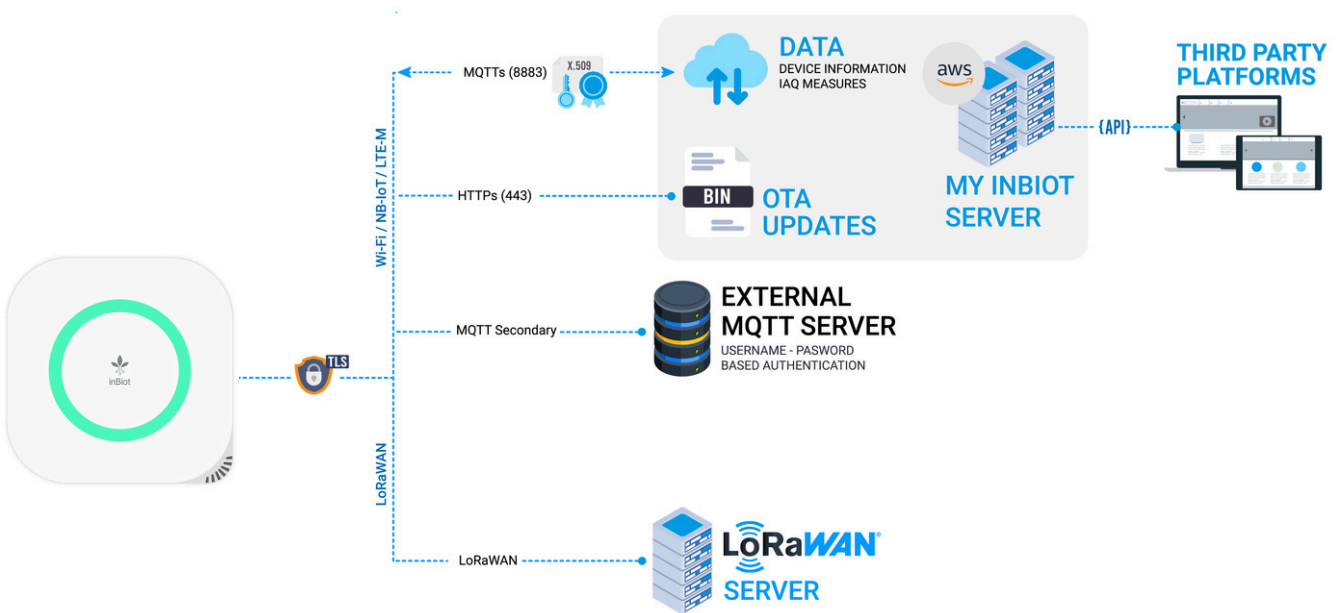 MQTTs (8883)
X.509
DATA
DEVICE INFORMATION
IAQ MEASURES
aws
THIRD PARTY
PLATFORMS
{API}
Wi-Fi / NB-IoT / LTE-M
HTTPs (443)
BIN
OTA
UPDATES
MY INBIOT
SERVER
EXTERNAL
MQTT SERVER
USERNAME - PASWORD
BASED AUTHENTICATION
MQTT Secondary
TLS
inBiot
LoRaWAN
LoRaWAN
LoRaWAN®
SERVER